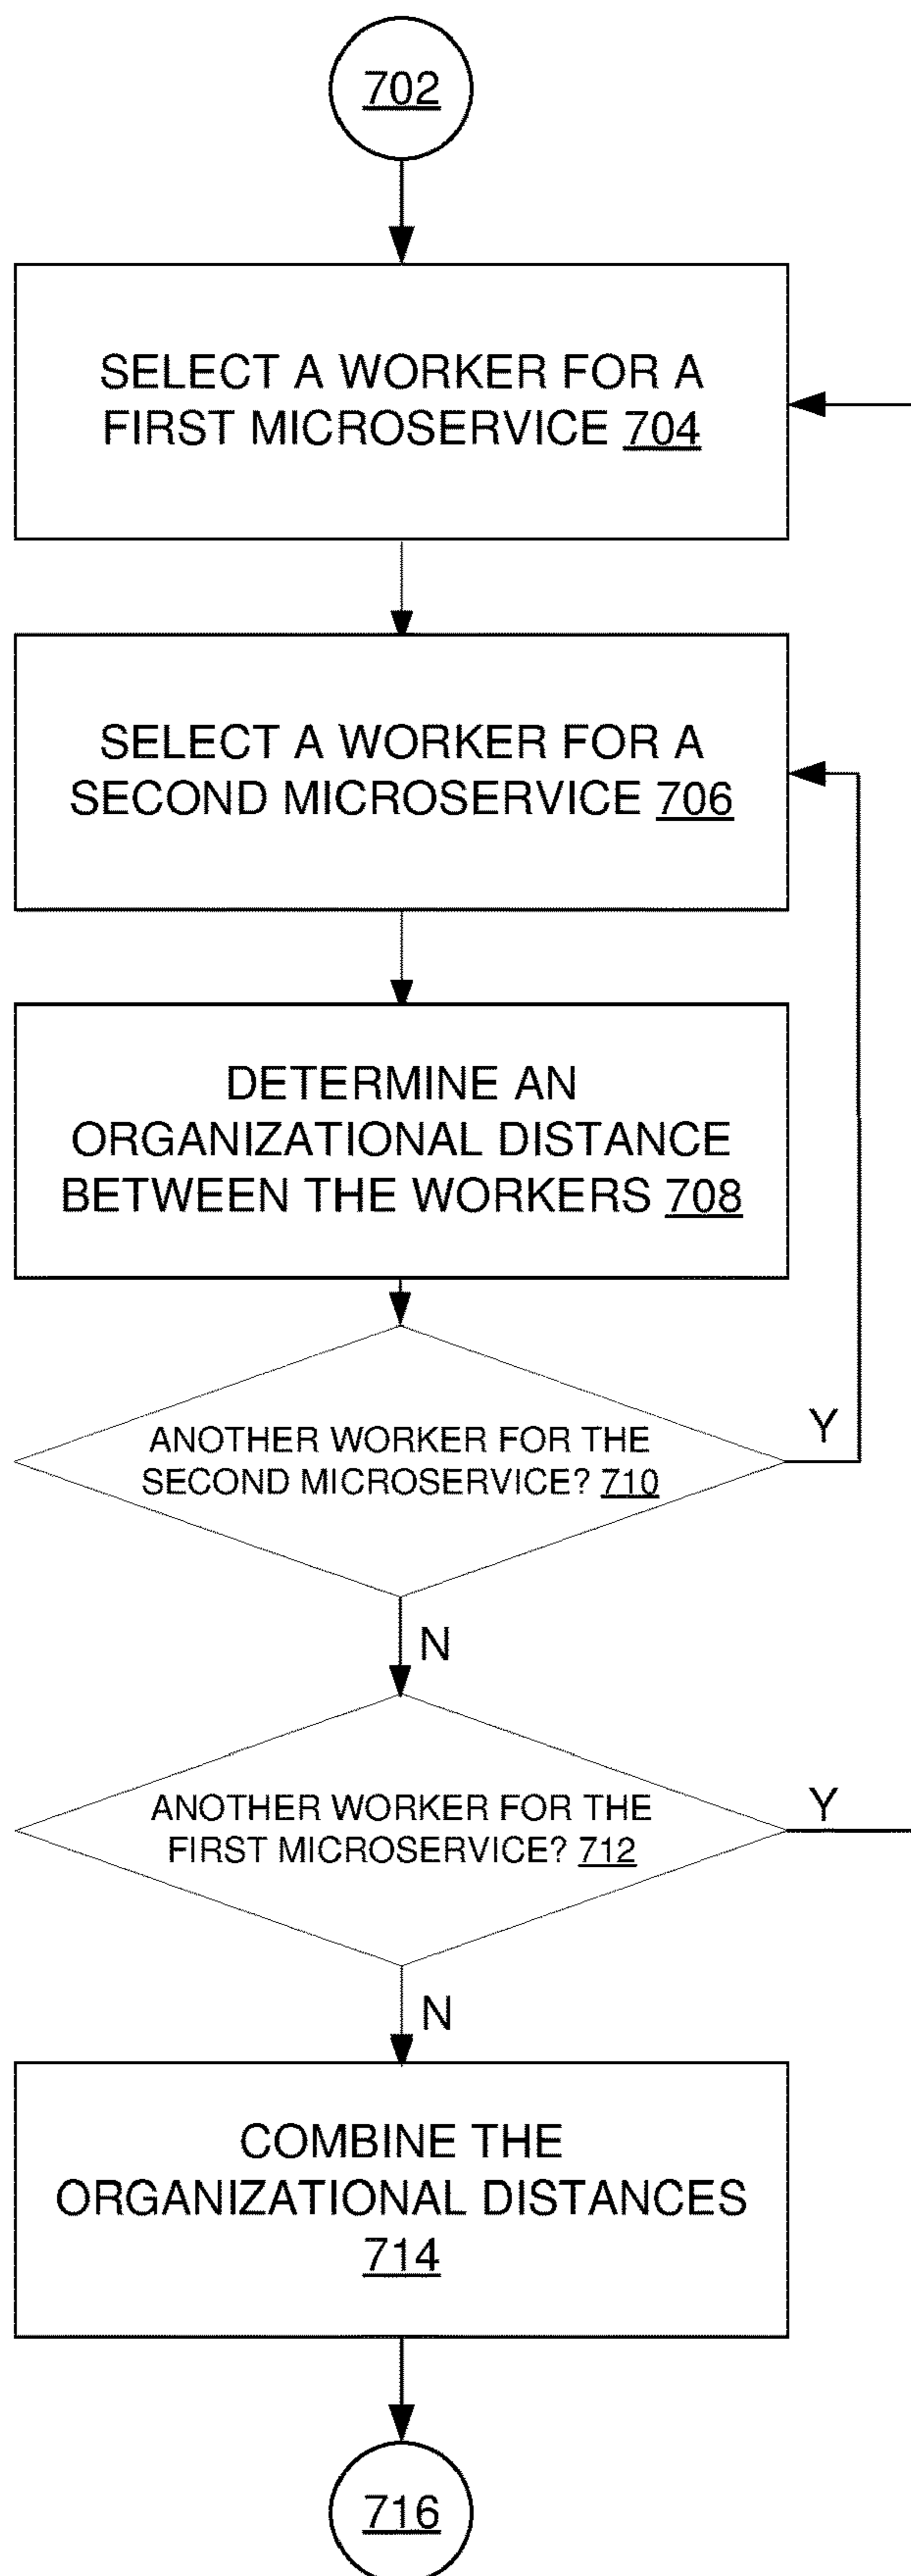 702
SELECT A WORKER FOR A
FIRST MICROSERVICE 704
SELECT A WORKER FOR A
SECOND MICROSERVICE 706
DETERMINE AN
ORGANIZATIONAL DISTANCE
BETWEEN THE WORKERS 708
ANOTHER WORKER FOR THE
SECOND MICROSERVICE? 710
Y
N
ANOTHER WORKER FOR THE
FIRST MICROSERVICE? 712
Y
N
COMBINE THE
ORGANIZATIONAL DISTANCES
714
716